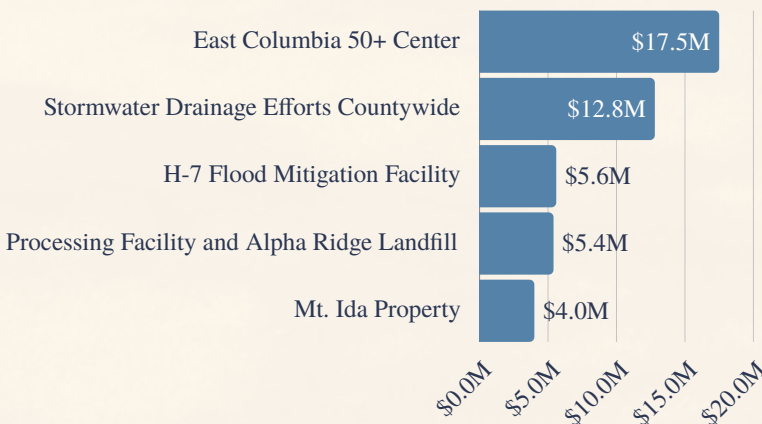 East Columbia 50+ Center
$17.5M
Stormwater Drainage Efforts Countywide
$12.8M
H-7 Flood Mitigation Facility
$5.6M
Processing Facility and Alpha Ridge Landfill
$5.4M
Mt. Ida Property
$4.0M
$0.0M
$5.0M
$10.0M
$15.0M
$20.0M